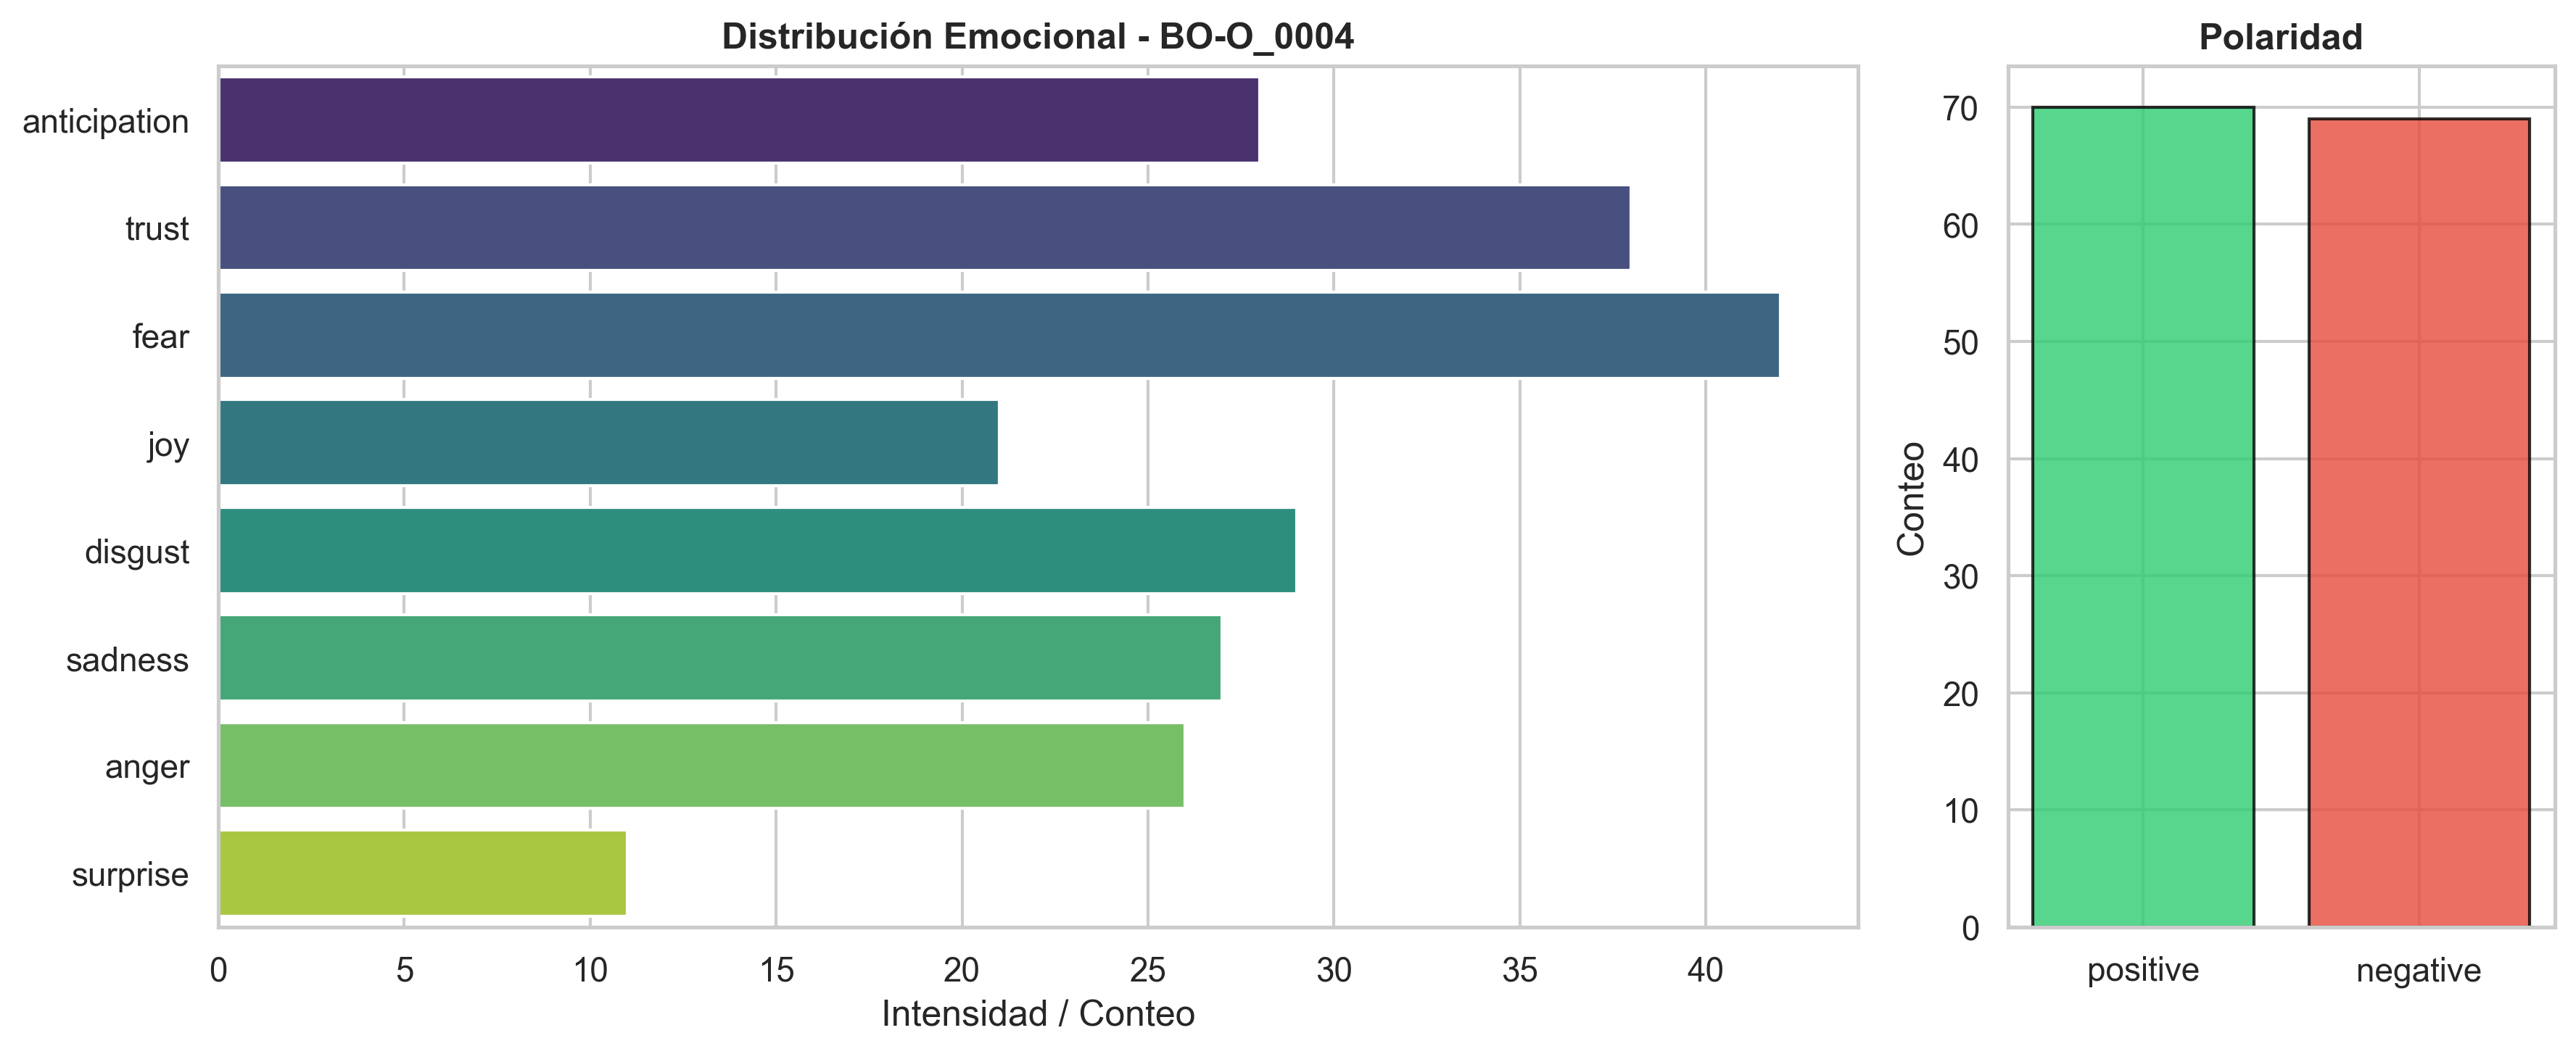 Distribución Emocional - BO-O_0004
anticipation
trust
fear
joy
disgust
sadness
anger
surprise
0 5 10 15 20 25 30 35 40
Intensidad / Conteo
Polaridad
70
60
50
40
30
20
10
0
Conteo
positive negative